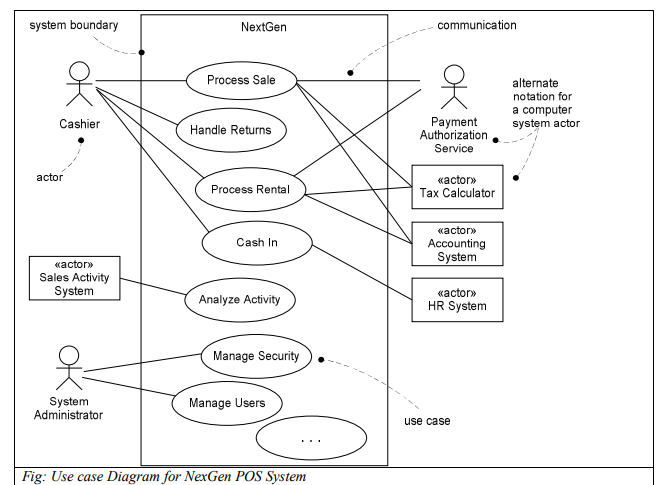 system boundary
NextGen
communication
Process Sale
Cashier
Handle Returns
Payment
Authorization
Service
alternate
notation for
a computer
system actor
actor
Process Rental
«actor»
Tax Calculator
Cash In
«actor»
Accounting
System
«actor»
Sales Activity
System
Analyze Activity
«actor»
HR System
Manage Security
System
Administrator
Manage Users
use case
. . .
Fig: Use case Diagram for NexGen POS System